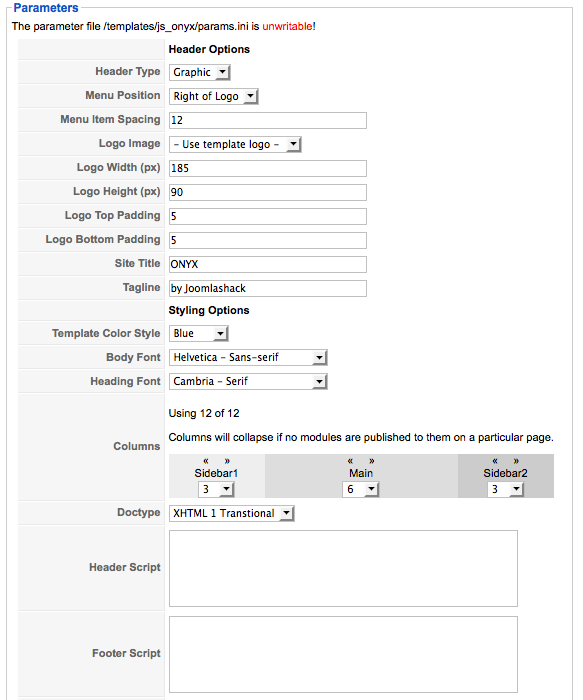 Parameters
The parameter file /templates/js_onyx/params.ini is unwritable!
Header Options
Header Type Graphic
Menu Position Right of Logo
Menu Item Spacing 12
Logo Image - Use template logo -
Logo Width (px) 185
Logo Height (px) 90
Logo Top Padding 5
Logo Bottom Padding 5
Site Title ONYX
Tagline by Joomlashack
Styling Options
Template Color Style Blue
Body Font Helvetica - Sans-serif
Heading Font Cambria - Serif
Columns
Using 12 of 12
Columns will collapse if no modules are published to them on a particular page.
« » « » « »
Sidebar1 Main Sidebar2
3 6 3
Doctype XHTML 1 Transtional
Header Script
Footer Script